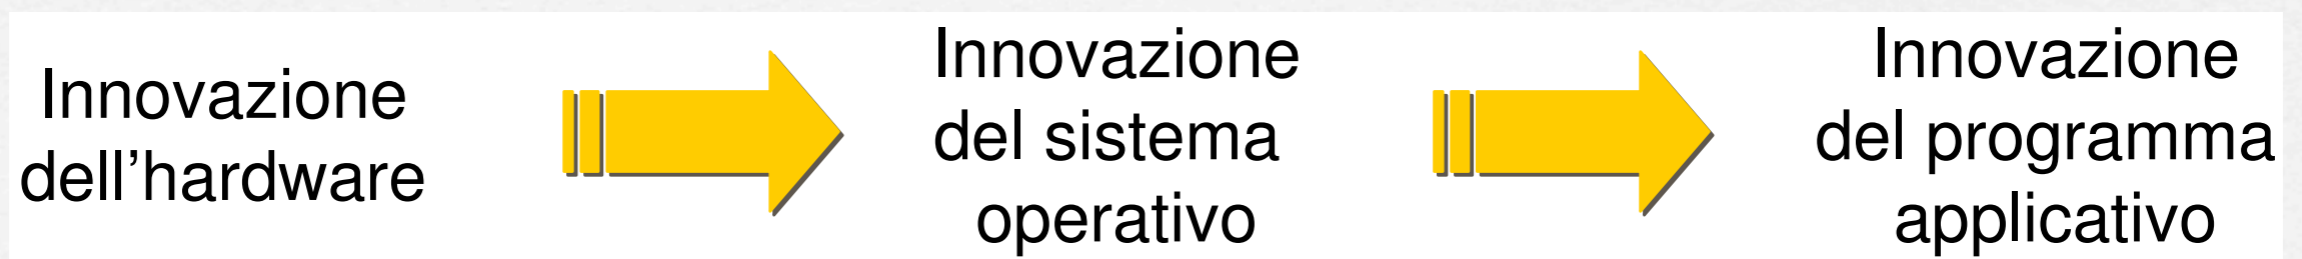 Innovazione
dell’hardware
Innovazione
del sistema
operativo
Innovazione
del programma
applicativo